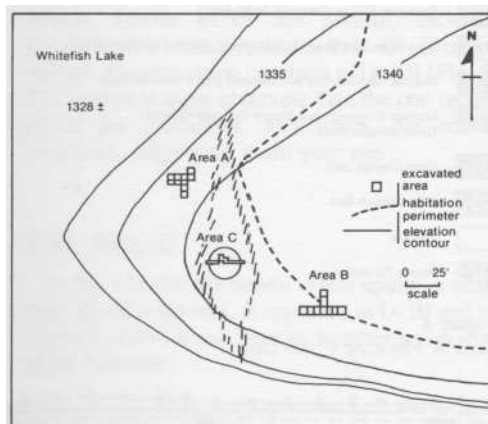 Whitefish Lake
1328 ±
1335
1340
N
Area A
excavated
area
habitation
perimeter
elevation
contour
Area C
Area B
0 25'
scale